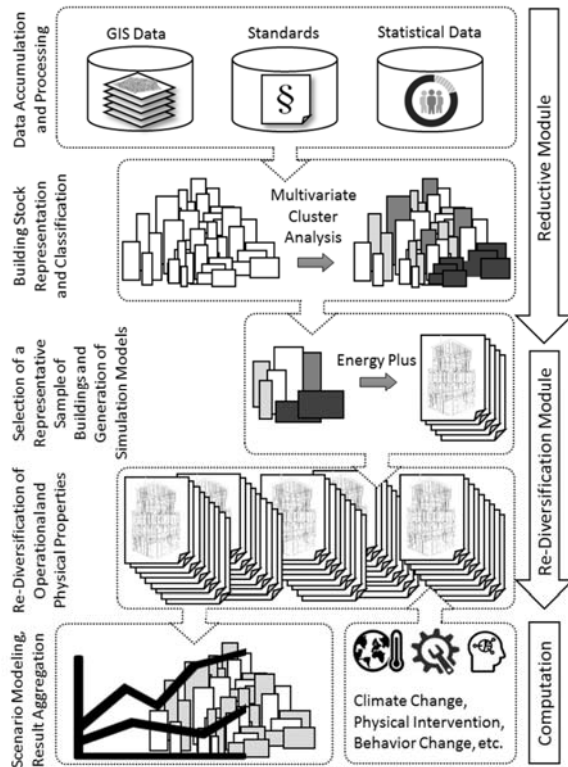 Data Accumulation
and Processing
GIS Data
Standards
Statistical Data
§
Building Stock
Representation
and Classification
Multivariate
Cluster
Analysis
Reductive Module
Selection of a
Representative
Sample of
Buildings and
Generation of
Simulation Models
Energy Plus
Re-Diversification of
Operational and
Physical Properties
Re-Diversification Module
Scenario Modeling,
Result Aggregation
Climate Change,
Physical Intervention,
Behavior Change, etc.
Computation